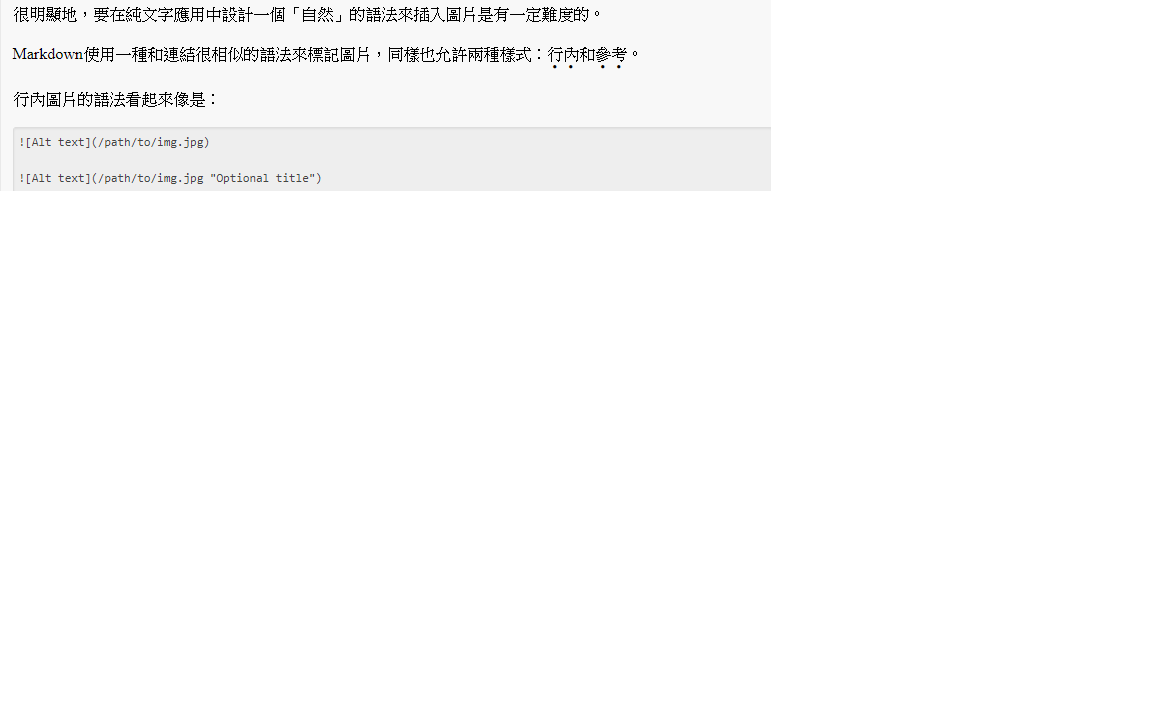 很明顯地，要在純文字應用中設計一個「自然」的語法來插入圖片是有一定難度的。
Markdown使用一種和連結很相似的語法來標記圖片，同樣也允許兩種樣式：行內和參考。
行內圖片的語法看起來像是：
![Alt text](/path/to/img.jpg)
![Alt text](/path/to/img.jpg "Optional title")